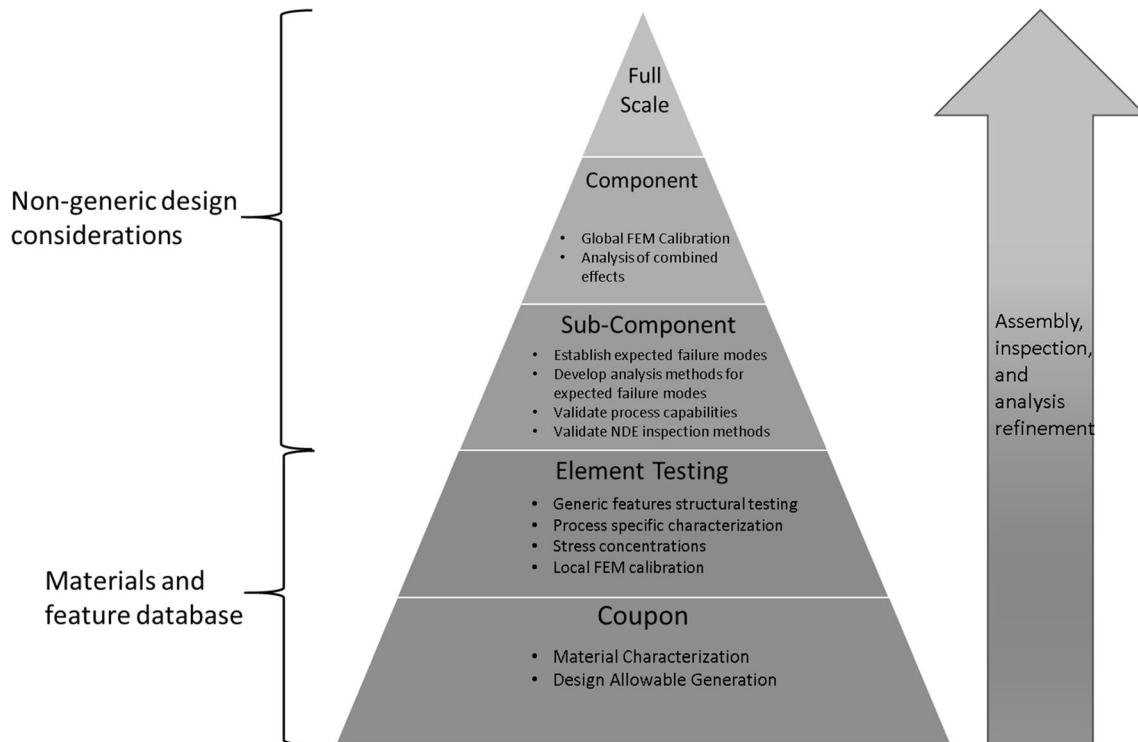 Full
Scale
Component
• Global FEM Calibration
• Analysis of combined
effects
Non-generic design
considerations
Sub-Component
• Establish expected failure modes
• Develop analysis methods for
expected failure modes
• Validate process capabilities
• Validate NDE inspection methods
Assembly,
inspection,
and
analysis
refinement
Element Testing
• Generic features structural testing
• Process specific characterization
• Stress concentrations
• Local FEM calibration
Materials and
feature database
Coupon
• Material Characterization
• Design Allowable Generation